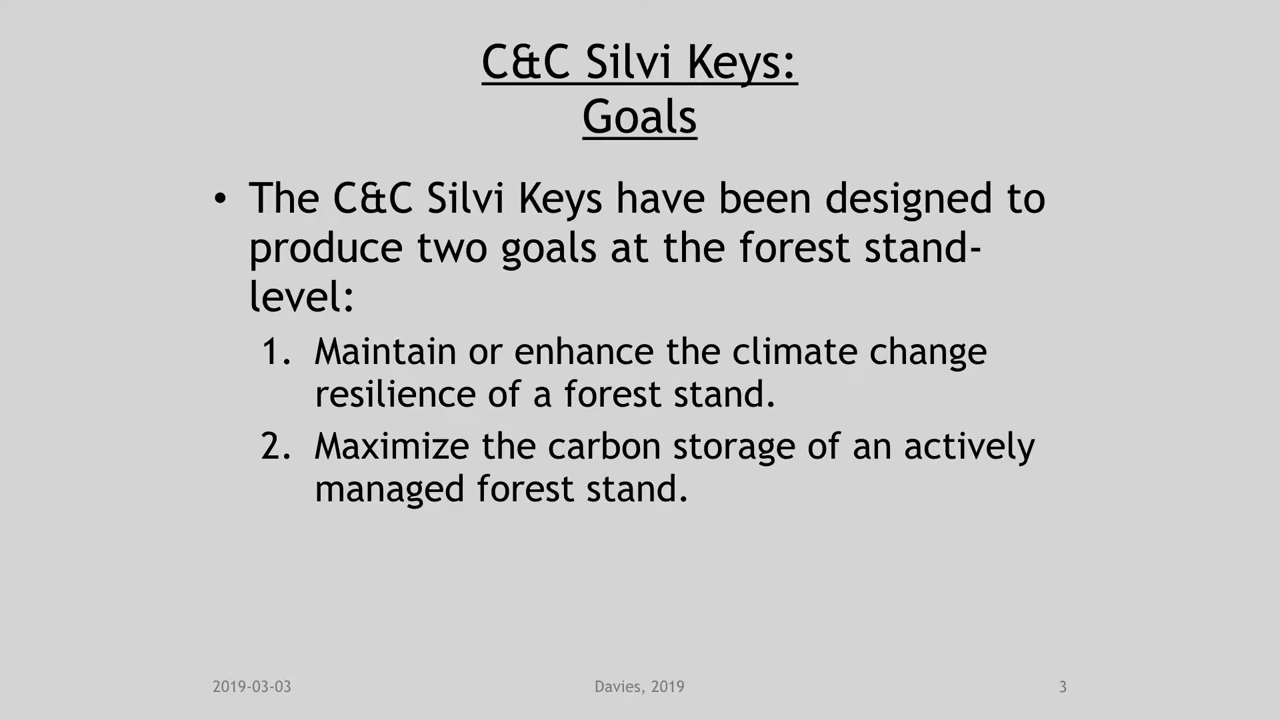 C&C Silvi Keys:
Goals
• The C&C Silvi Keys have been designed to
produce two goals at the forest stand-
level:
1. Maintain or enhance the climate change
resilience of a forest stand.
2. Maximize the carbon storage of an actively
managed forest stand.
2019-03-03
Davies, 2019
3